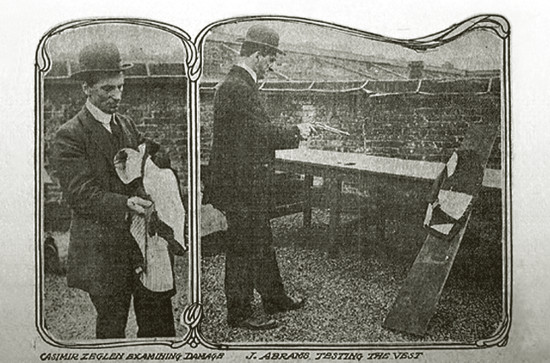 CASIMIR ZEGLEN EXAMINING DAMAGE
J. ABRAMS TESTING THE VEST